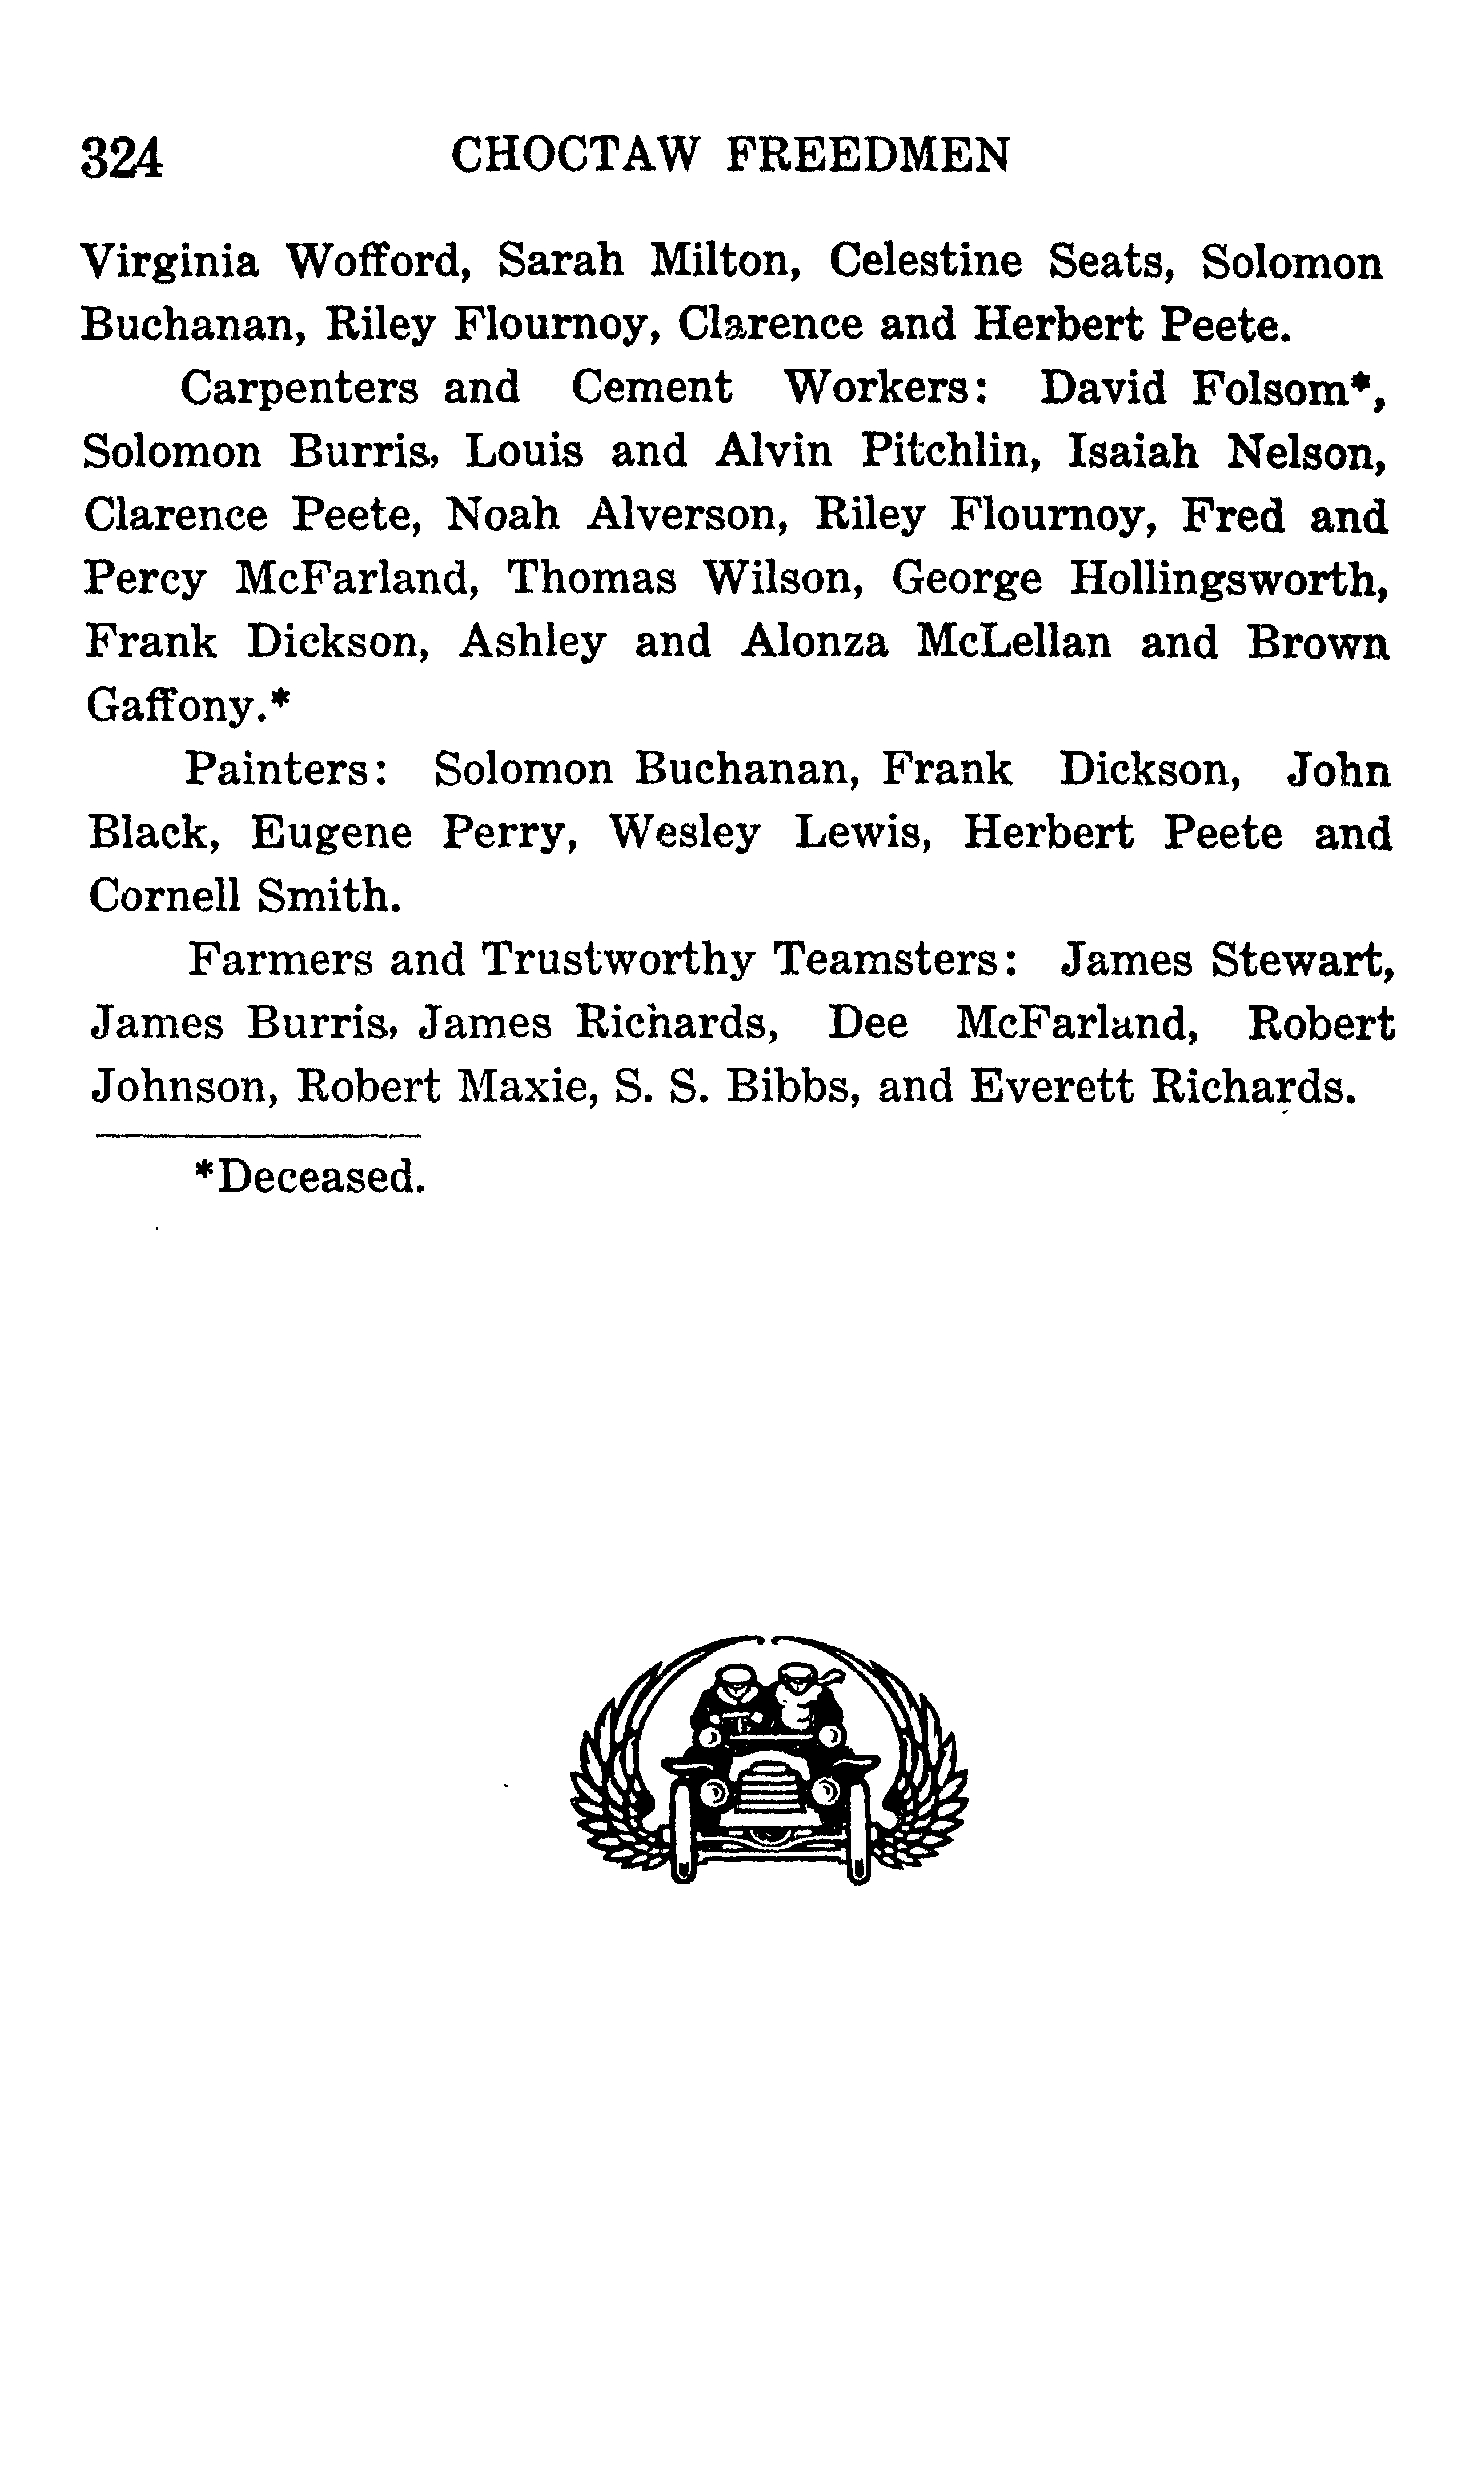 324 CHOCTAW FREEDMEN
Virginia Wofford, Sarah Milton, Celestine Seats, Solomon
Buchanan, Riley Flournoy, Clarence and Herbert Peete.
Carpenters and Cement Workers: David Folsom*,
Solomon Burris, Louis and Alvin Pitchlin, Isaiah Nelson,
Clarence Peete, Noah Alverson, Riley Flournoy, Fred and
Percy McFarland, Thomas Wilson, George Hollingsworth,
Frank Dickson, Ashley and Alonza McLellan and Brown
Gaffony.*
Painters: Solomon Buchanan, Frank Dickson, John
Black, Eugene Perry, Wesley Lewis, Herbert Peete and
Cornell Smith.
Farmers and Trustworthy Teamsters: James Stewart,
James Burris, James Richards, Dee McFarland, Robert
Johnson, Robert Maxie, S. S. Bibbs, and Everett Richards.
*Deceased.